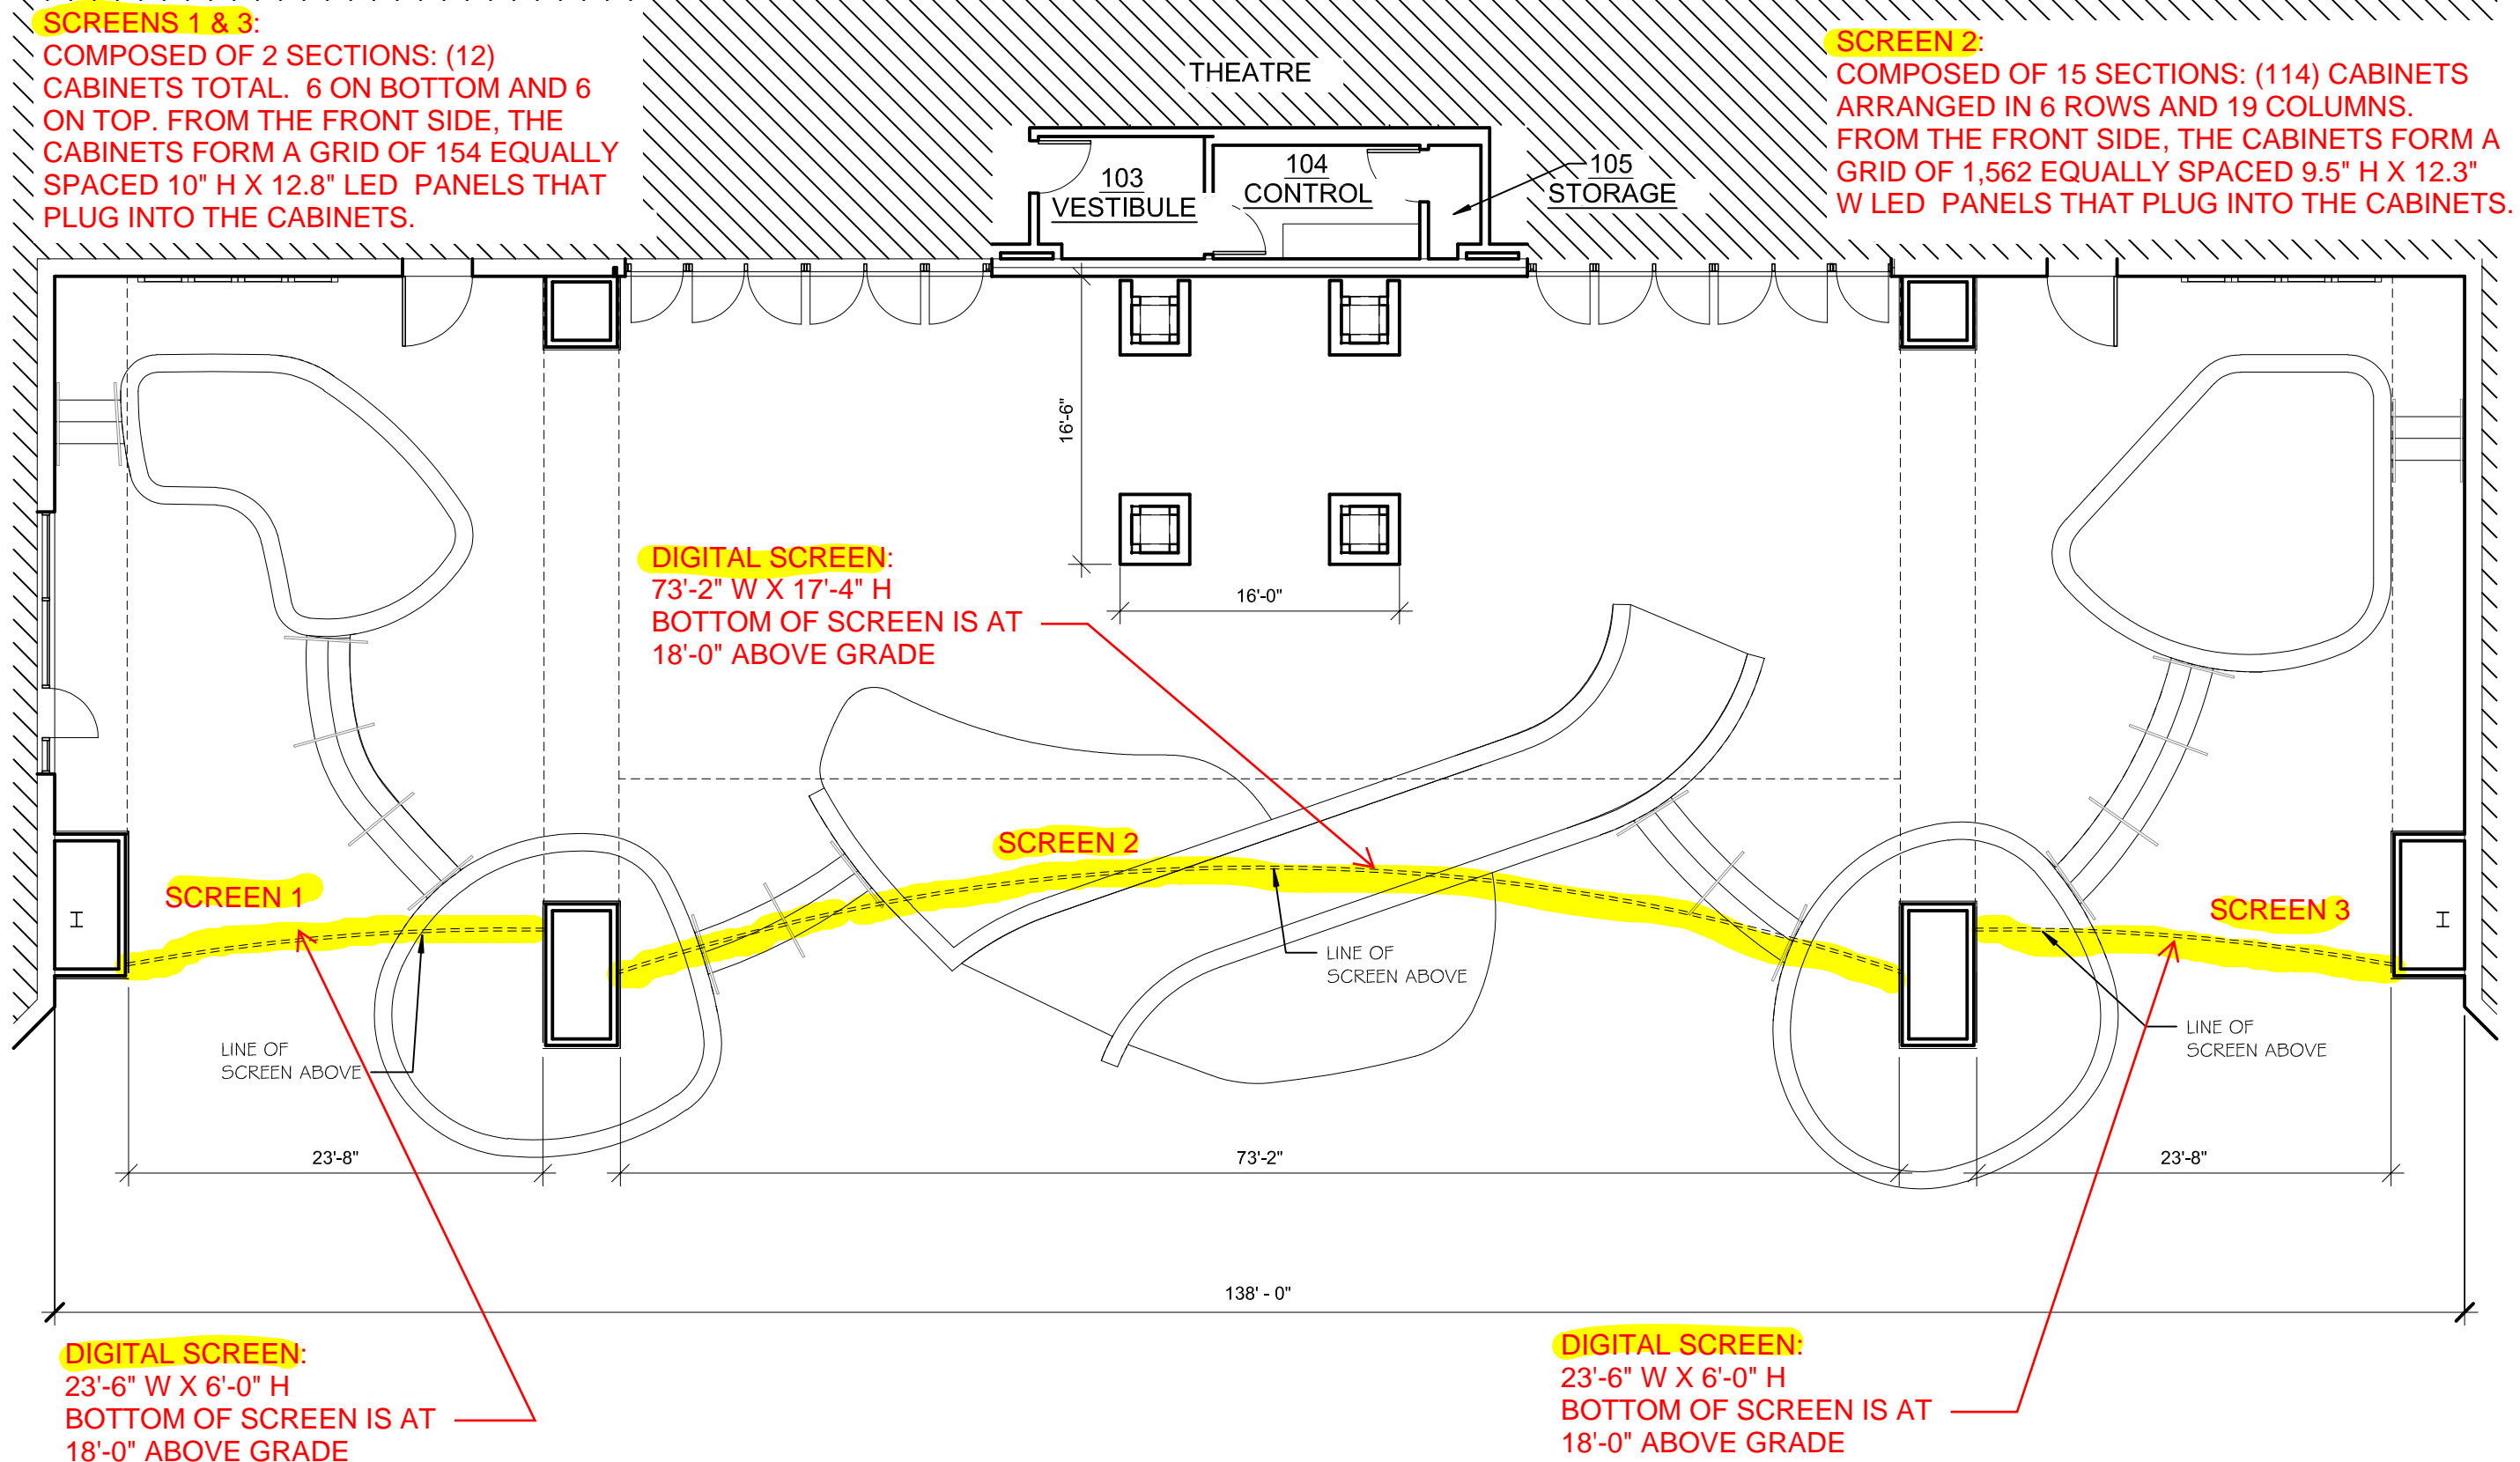 SCREENS 1 & 3:
COMPOSED OF 2 SECTIONS: (12)
CABINETS TOTAL. 6 ON BOTTOM AND 6
ON TOP. FROM THE FRONT SIDE, THE
CABINETS FORM A GRID OF 154 EQUALLY
SPACED 10" H X 12.8" LED PANELS THAT
PLUG INTO THE CABINETS.
THEATRE
SCREEN 2:
COMPOSED OF 15 SECTIONS: (114) CABINETS
ARRANGED IN 6 ROWS AND 19 COLUMNS.
FROM THE FRONT SIDE, THE CABINETS FORM A
GRID OF 1,562 EQUALLY SPACED 9.5" H X 12.3"
W LED PANELS THAT PLUG INTO THE CABINETS.
103
VESTIBULE
104
CONTROL
105
STORAGE
16'-6"
16'-0"
DIGITAL SCREEN:
73'-2" W X 17'-4" H
BOTTOM OF SCREEN IS AT
18'-0" ABOVE GRADE
SCREEN 2
SCREEN 1
SCREEN 3
H
H
LINE OF
SCREEN ABOVE
LINE OF
SCREEN ABOVE
LINE OF
SCREEN ABOVE
23'-8"
73'-2"
23'-8"
138' - 0"
DIGITAL SCREEN:
23'-6" W X 6'-0" H
BOTTOM OF SCREEN IS AT
18'-0" ABOVE GRADE
DIGITAL SCREEN:
23'-6" W X 6'-0" H
BOTTOM OF SCREEN IS AT
18'-0" ABOVE GRADE